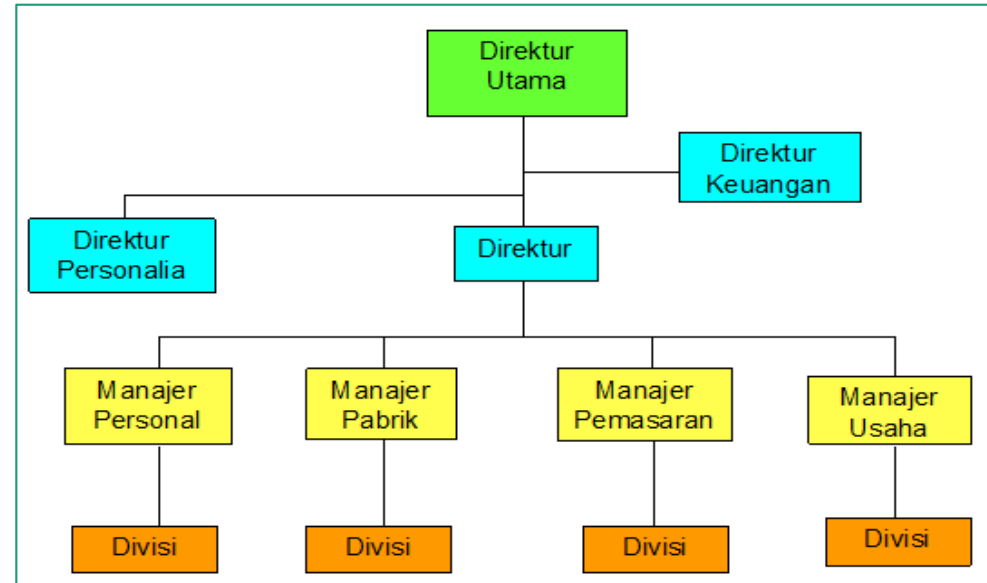 Direktur
Utama
Direktur
Keuangan
Direktur
Personalia
Direktur
Manajer
Personal
Manajer
Pabrik
Manajer
Pemasaran
Manajer
Usaha
Divisi
Divisi
Divisi
Divisi